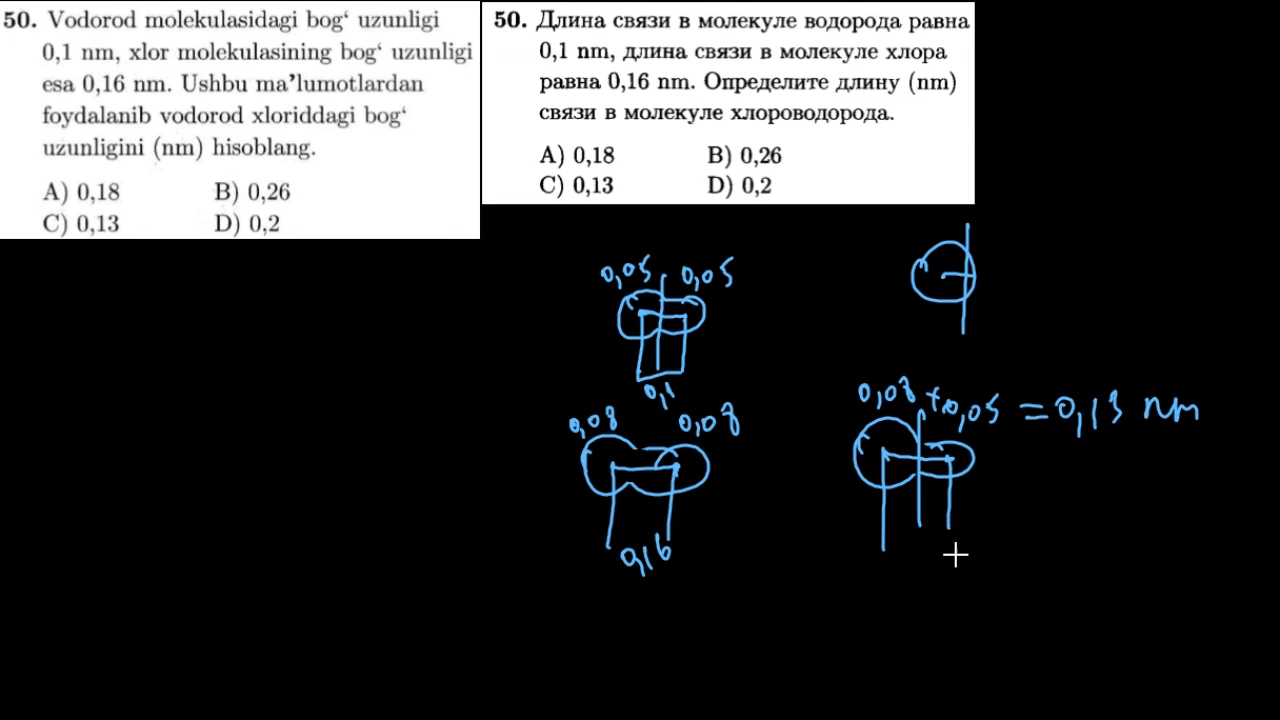 50. Vodorod molekulasidagi bog‘ uzunligi
0,1 nm, xlor molekulasining bog‘ uzunligi
esa 0,16 nm. Ushbu ma’lumotlardan
foydalanib vodorod xloriddagi bog‘
uzunligini (nm) hisoblang.
A) 0,18 B) 0,26
C) 0,13 D) 0,2
50. Длина связи в молекуле водорода равна
0,1 nm, длина связи в молекуле хлора
равна 0,16 nm. Определите длину (nm)
связи в молекуле хлороводорода.
A) 0,18 B) 0,26
C) 0,13 D) 0,2
0,05 0,05
0,1
0,08 0,08
0,16
0,08 + 0,05 = 0,13 nm